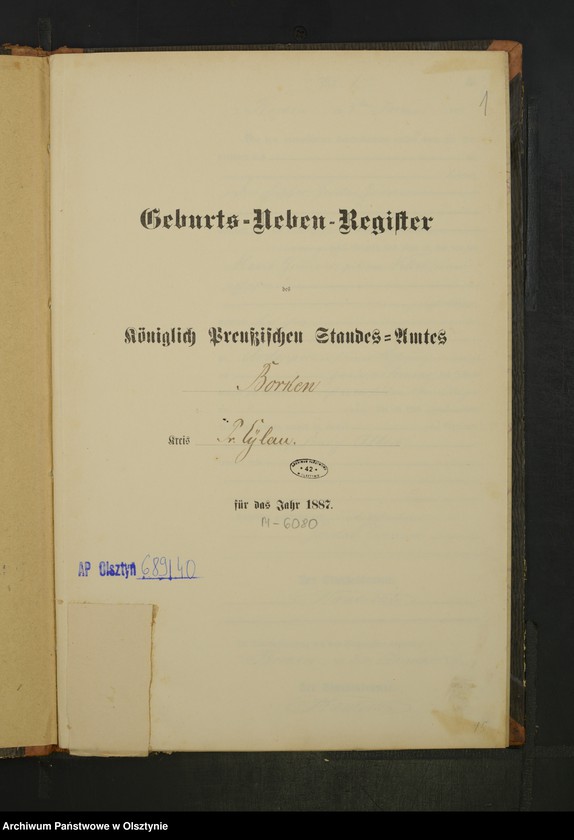 1
Geburts-Neben-Register
des
Königlich Preußischen Standes-Amtes
Borken
Kreis Pr. Eylau.
42
für das Jahr 1887.
M-6080
AP Olsztyn 689/40
Archiwum Państwowe w Olsztynie